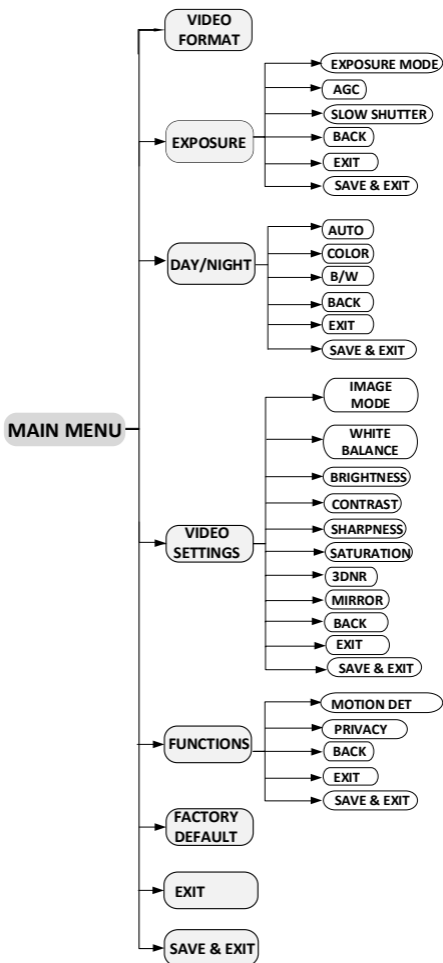 VIDEO
FORMAT
EXPOSURE MODE
AGC
SLOW SHUTTER
EXPOSURE
BACK
EXIT
SAVE & EXIT
AUTO
COLOR
DAY/NIGHT
B/W
BACK
EXIT
SAVE & EXIT
IMAGE
MODE
MAIN MENU
WHITE
BALANCE
BRIGHTNESS
CONTRAST
VIDEO
SETTINGS
SHARPNESS
SATURATION
3DNR
MIRROR
BACK
EXIT
SAVE & EXIT
MOTION DET
PRIVACY
FUNCTIONS
BACK
EXIT
SAVE & EXIT
FACTORY
DEFAULT
EXIT
SAVE & EXIT